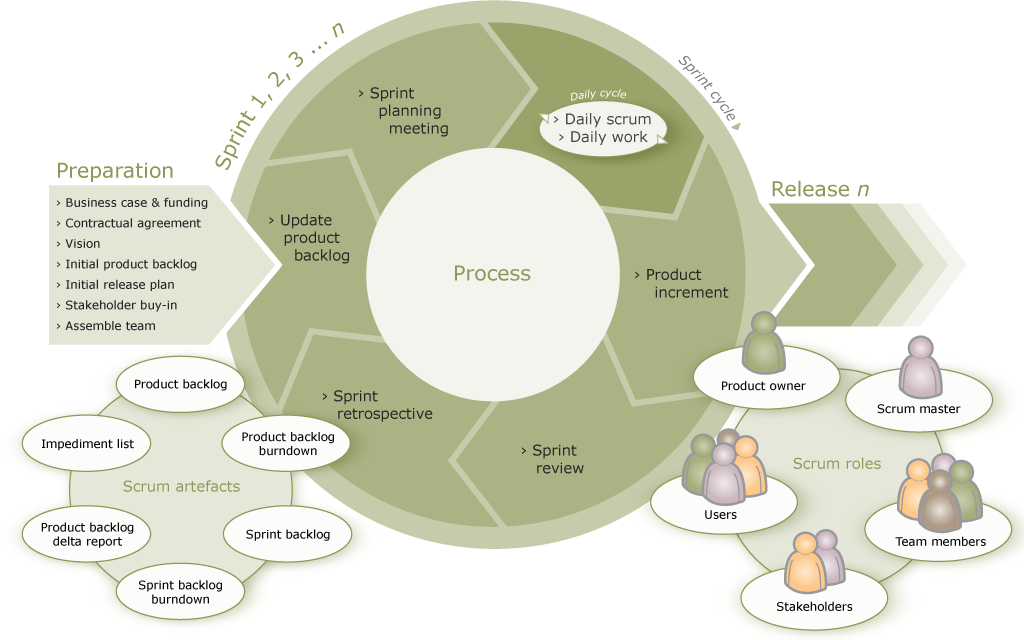 Sprint 1, 2, 3 ... n
Sprint cycle
› Sprint
planning
meeting
Daily cycle
› Daily scrum
› Daily work
Preparation
› Business case & funding
› Contractual agreement
› Vision
› Initial product backlog
› Initial release plan
› Stakeholder buy-in
› Assemble team
› Update
product
backlog
Process
› Product
increment
Release n
› Sprint
retrospective
› Sprint
review
Product backlog
Impediment list
Product backlog
burndown
Scrum artefacts
Product backlog
delta report
Sprint backlog
Sprint backlog
burndown
Product owner
Scrum master
Scrum roles
Users
Team members
Stakeholders